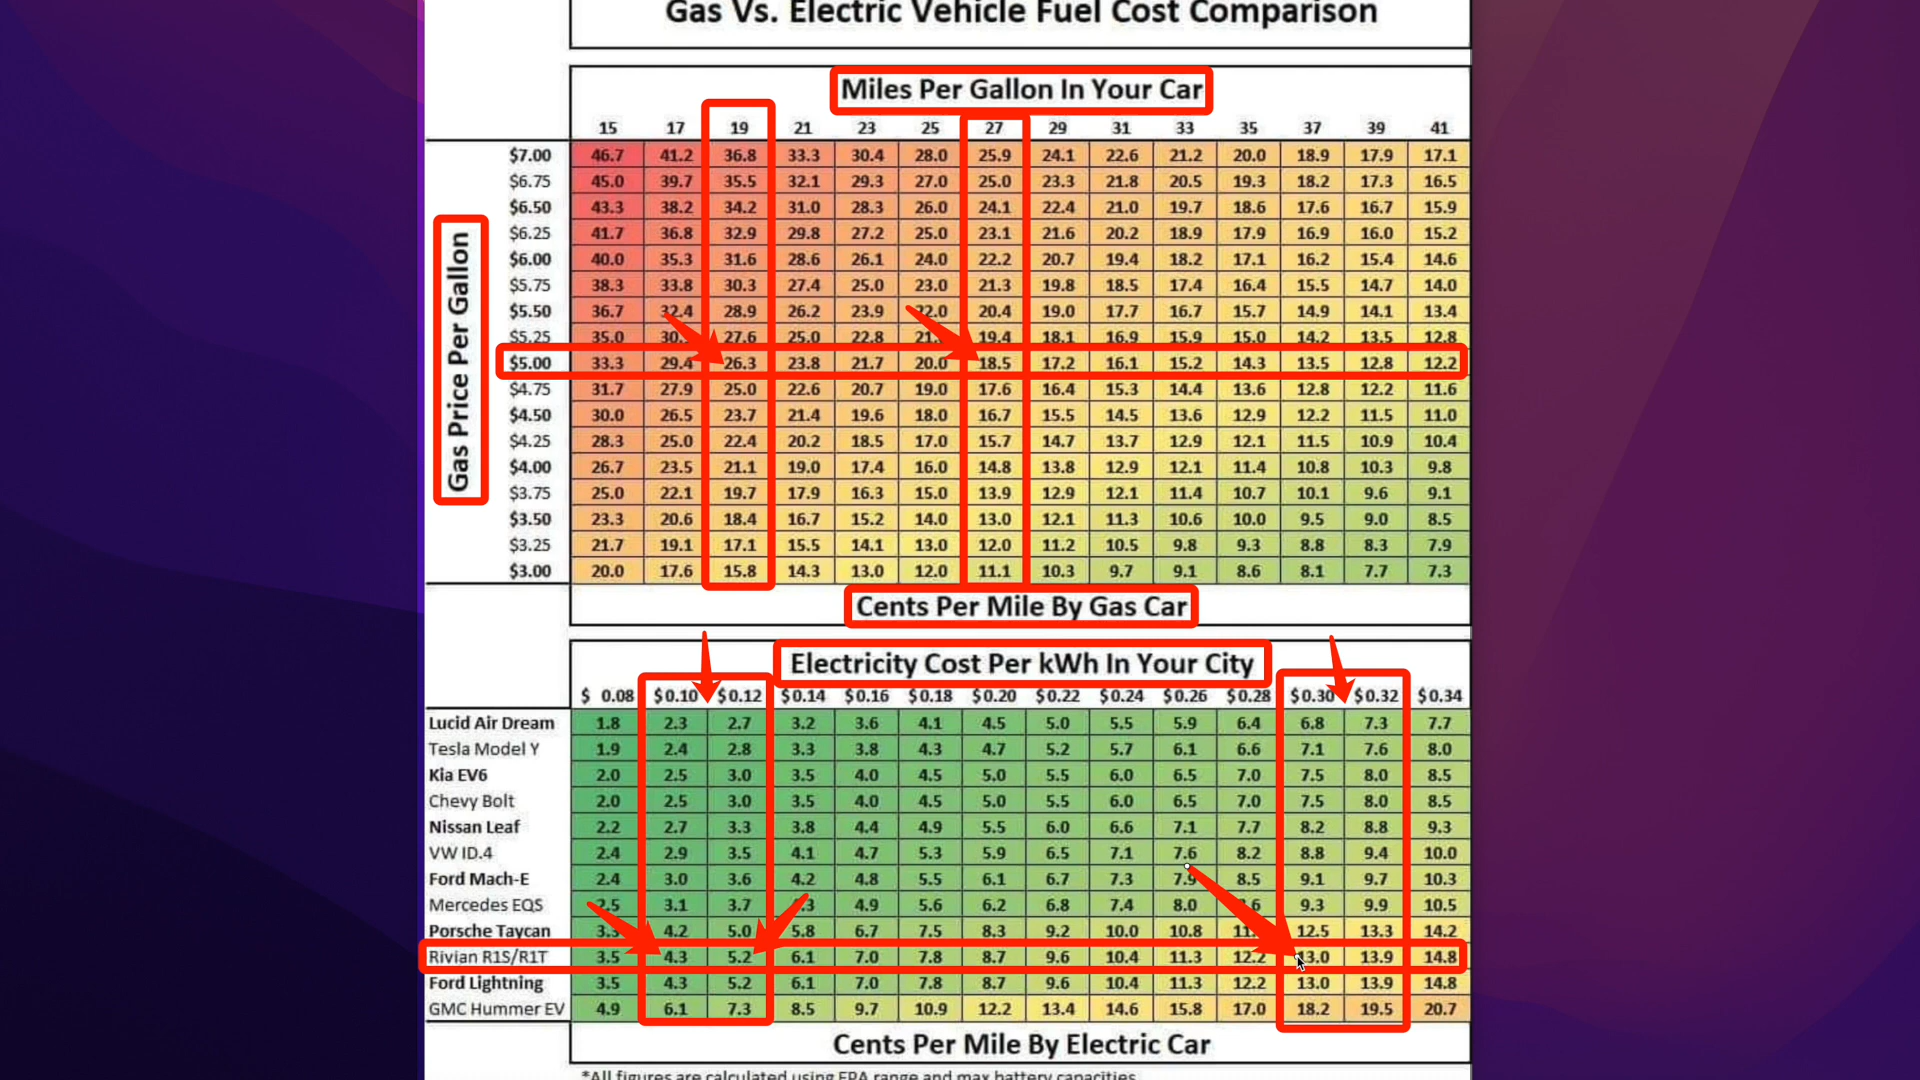 Gas Vs. Electric Vehicle Fuel Cost Comparison
Miles Per Gallon In Your Car
15 17 19 21 23 25 27 29 31 33 35 37 39 41
Gas Price Per Gallon
$7.00 46.7 41.2 36.8 33.3 30.4 28.0 25.9 24.1 22.6 21.2 20.0 18.9 17.9 17.1
$6.75 45.0 39.7 35.5 32.1 29.3 27.0 25.0 23.3 21.8 20.5 19.3 18.2 17.3 16.5
$6.50 43.3 38.2 34.2 31.0 28.3 26.0 24.1 22.4 21.0 19.7 18.6 17.6 16.7 15.9
$6.25 41.7 36.8 32.9 29.8 27.2 25.0 23.1 21.6 20.2 18.9 17.9 16.9 16.0 15.2
$6.00 40.0 35.3 31.6 28.6 26.1 24.0 22.2 20.7 19.4 18.2 17.1 16.2 15.4 14.6
$5.75 38.3 33.8 30.3 27.4 25.0 23.0 21.3 19.8 18.5 17.4 16.4 15.5 14.7 14.0
$5.50 36.7 32.4 28.9 26.2 23.9 22.0 20.4 19.0 17.7 16.7 15.7 14.9 14.1 13.4
$5.25 35.0 27.6 25.0 22.8 19.4 18.1 16.9 15.9 15.0 14.2 13.5 12.8
$5.00 33.3 29.4 26.3 23.8 21.7 20.0 18.5 17.2 16.1 15.2 14.3 13.5 12.8 12.2
$4.75 31.7 27.9 25.0 22.6 20.7 19.0 17.6 16.4 15.3 14.4 13.6 12.8 12.2 11.6
$4.50 30.0 26.5 23.7 21.4 19.6 18.0 16.7 15.5 14.5 13.6 12.9 12.2 11.5 11.0
$4.25 28.3 25.0 22.4 20.2 18.5 17.0 15.7 14.7 13.7 12.9 12.1 11.5 10.9 10.4
$4.00 26.7 23.5 21.1 19.0 17.4 16.0 14.8 13.8 12.9 12.1 11.4 10.8 10.3 9.8
$3.75 25.0 22.1 19.7 17.9 16.3 15.0 13.9 12.9 12.1 11.4 10.7 10.1 9.6 9.1
$3.50 23.3 20.6 18.4 16.7 15.2 14.0 13.0 12.1 11.3 10.6 10.0 9.5 9.0 8.5
$3.25 21.7 19.1 17.1 15.5 14.1 13.0 12.0 11.2 10.5 9.8 9.3 8.8 8.3 7.9
$3.00 20.0 17.6 15.8 14.3 13.0 12.0 11.1 10.3 9.7 9.1 8.6 8.1 7.7 7.3
Cents Per Mile By Gas Car
Electricity Cost Per kWh In Your City
$ 0.08 $0.10 $0.12 $0.14 $0.16 $0.18 $0.20 $0.22 $0.24 $0.26 $0.28 $0.30 $0.32 $0.34
Lucid Air Dream 1.8 2.3 2.7 3.2 3.6 4.1 4.5 5.0 5.5 5.9 6.4 6.8 7.3 7.7
Tesla Model Y 1.9 2.4 2.8 3.3 3.8 4.3 4.7 5.2 5.7 6.1 6.6 7.1 7.6 8.0
Kia EV6 2.0 2.5 3.0 3.5 4.0 4.5 5.0 5.5 6.0 6.5 7.0 7.5 8.0 8.5
Chevy Bolt 2.0 2.5 3.0 3.5 4.0 4.5 5.0 5.5 6.0 6.5 7.0 7.5 8.0 8.5
Nissan Leaf 2.2 2.7 3.3 3.8 4.4 4.9 5.5 6.0 6.6 7.1 7.7 8.2 8.8 9.3
VW ID.4 2.4 2.9 3.5 4.1 4.7 5.3 5.9 6.5 7.1 7.6 8.2 8.8 9.4 10.0
Ford Mach-E 2.4 3.0 3.6 4.2 4.8 5.5 6.1 6.7 7.3 7.9 8.5 9.1 9.7 10.3
Mercedes EQS 2.5 3.1 3.7 4.9 5.6 6.2 6.8 7.4 8.0 9.3 9.9 10.5
Porsche Taycan 3.3 4.2 5.0 5.8 6.7 7.5 8.3 9.2 10.0 10.8 12.5 13.3 14.2
Rivian R1S/R1T 3.5 4.3 5.2 6.1 7.0 7.8 8.7 9.6 10.4 11.3 12.2 13.0 13.9 14.8
Ford Lightning 3.5 4.3 5.2 6.1 7.0 7.8 8.7 9.6 10.4 11.3 12.2 13.0 13.9 14.8
GMC Hummer EV 4.9 6.1 7.3 8.5 9.7 10.9 12.2 13.4 14.6 15.8 17.0 18.2 19.5 20.7
Cents Per Mile By Electric Car
*All figures are calculated using EPA range and max battery capacities